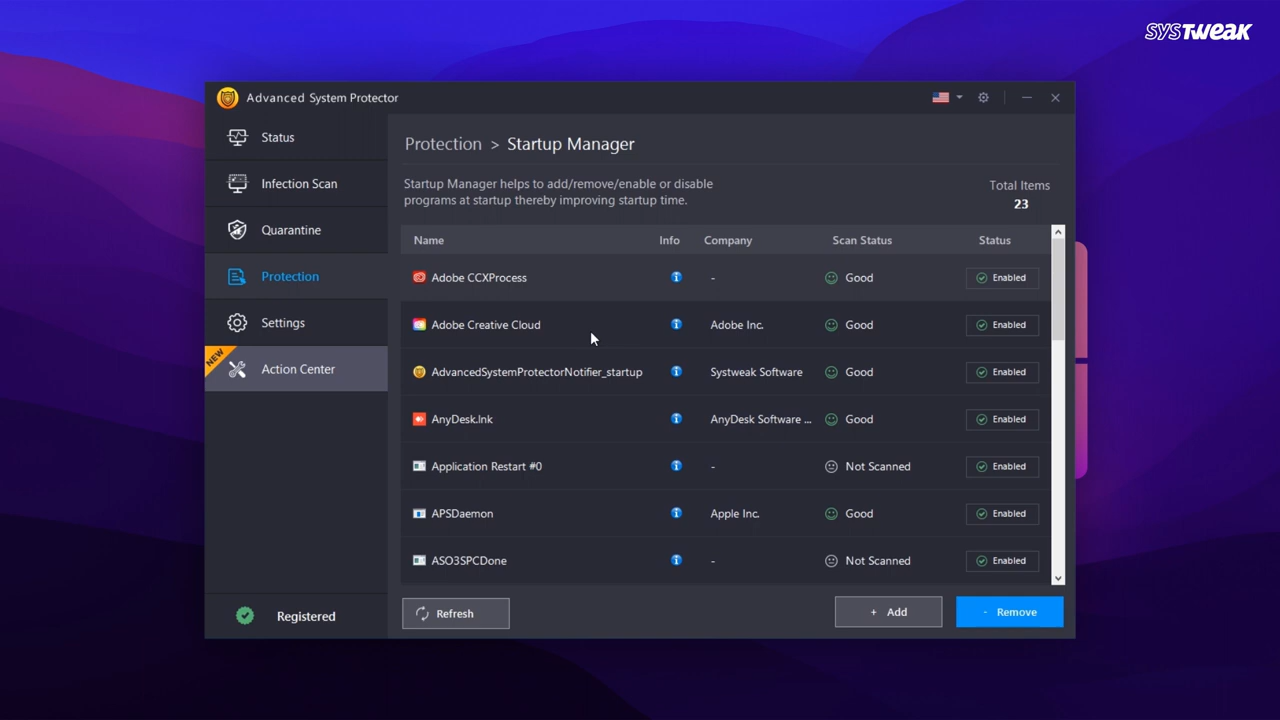 SYSTWEAK
Advanced System Protector
Status
Infection Scan
Quarantine
Protection
Settings
NEW
Action Center
Registered
Protection > Startup Manager
Startup Manager helps to add/remove/enable or disable
programs at startup thereby improving startup time.
Total Items
23
Name Info Company Scan Status Status
Adobe CCXProcess - Good Enabled
Adobe Creative Cloud Adobe Inc. Good Enabled
AdvancedSystemProtectorNotifier_startup Systweak Software Good Enabled
AnyDesk.lnk AnyDesk Software ... Good Enabled
Application Restart #0 - Not Scanned Enabled
APSDaemon Apple Inc. Good Enabled
ASO3SPCDone - Not Scanned Enabled
Refresh
+ Add
- Remove